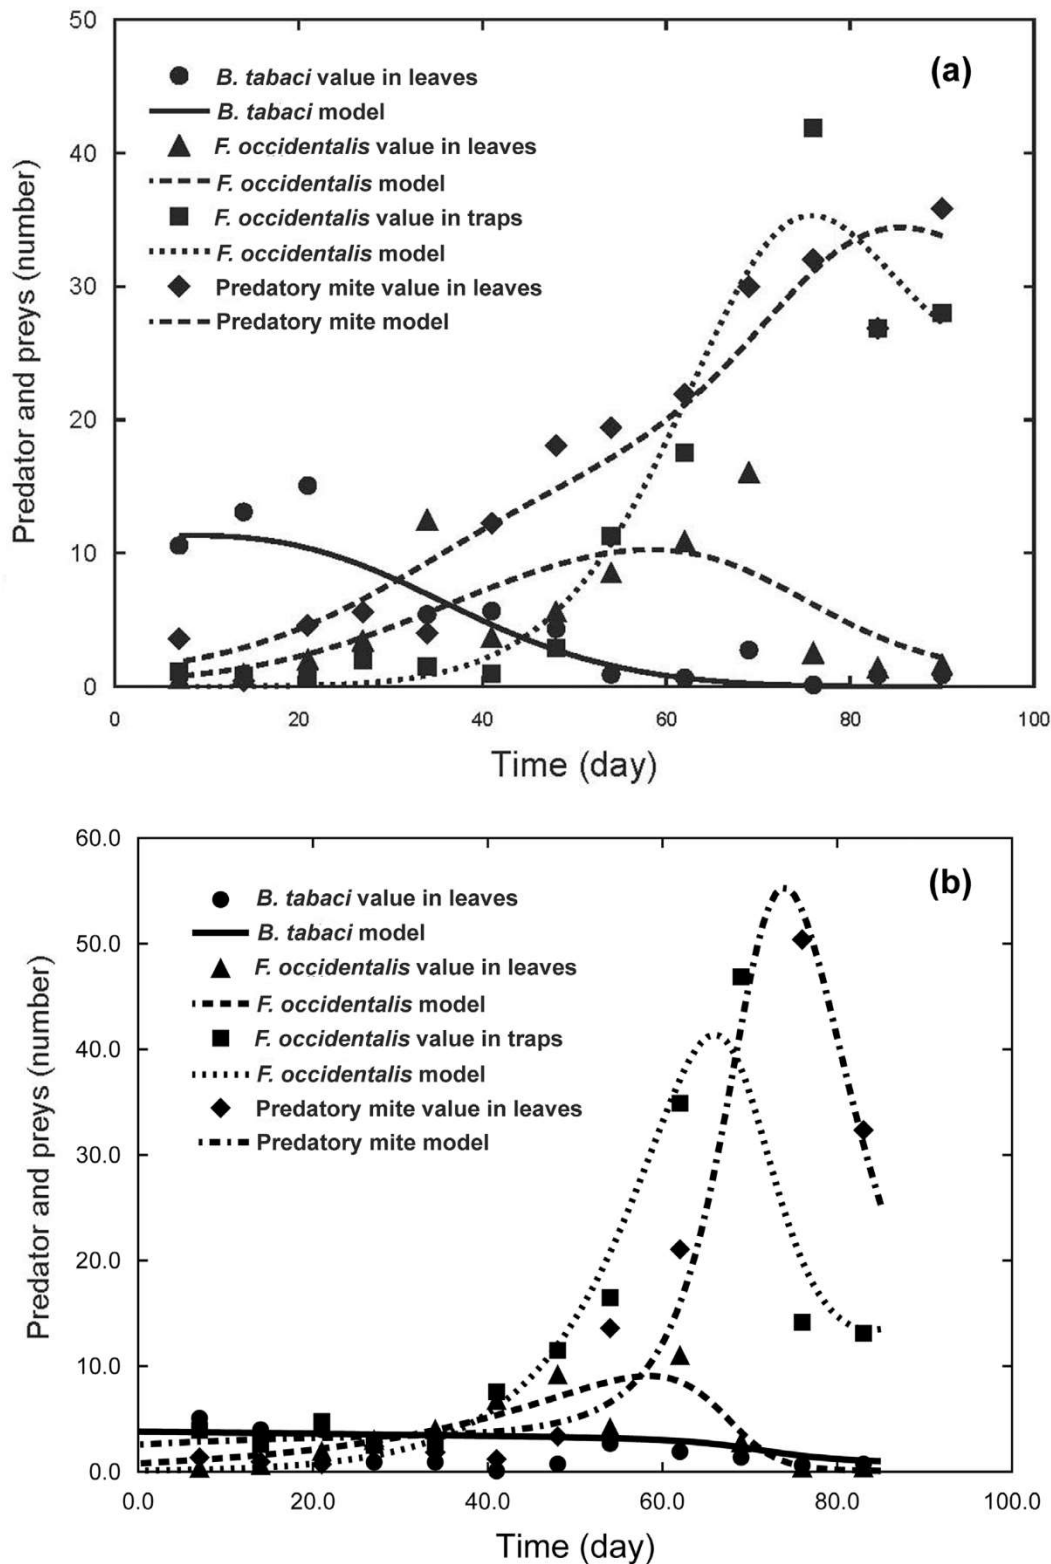 50
(a)
B. tabaci value in leaves
B. tabaci model
F. occidentalis value in leaves
F. occidentalis model
F. occidentalis value in traps
F. occidentalis model
Predatory mite value in leaves
Predatory mite model
40
30
20
10
0
Predator and preys (number)
0 20 40 60 80 100
Time (day)
60.0
(b)
B. tabaci value in leaves
B. tabaci model
F. occidentalis value in leaves
F. occidentalis model
F. occidentalis value in traps
F. occidentalis model
Predatory mite value in leaves
Predatory mite model
50.0
40.0
30.0
20.0
10.0
0.0
Predator and preys (number)
0.0 20.0 40.0 60.0 80.0 100.0
Time (day)